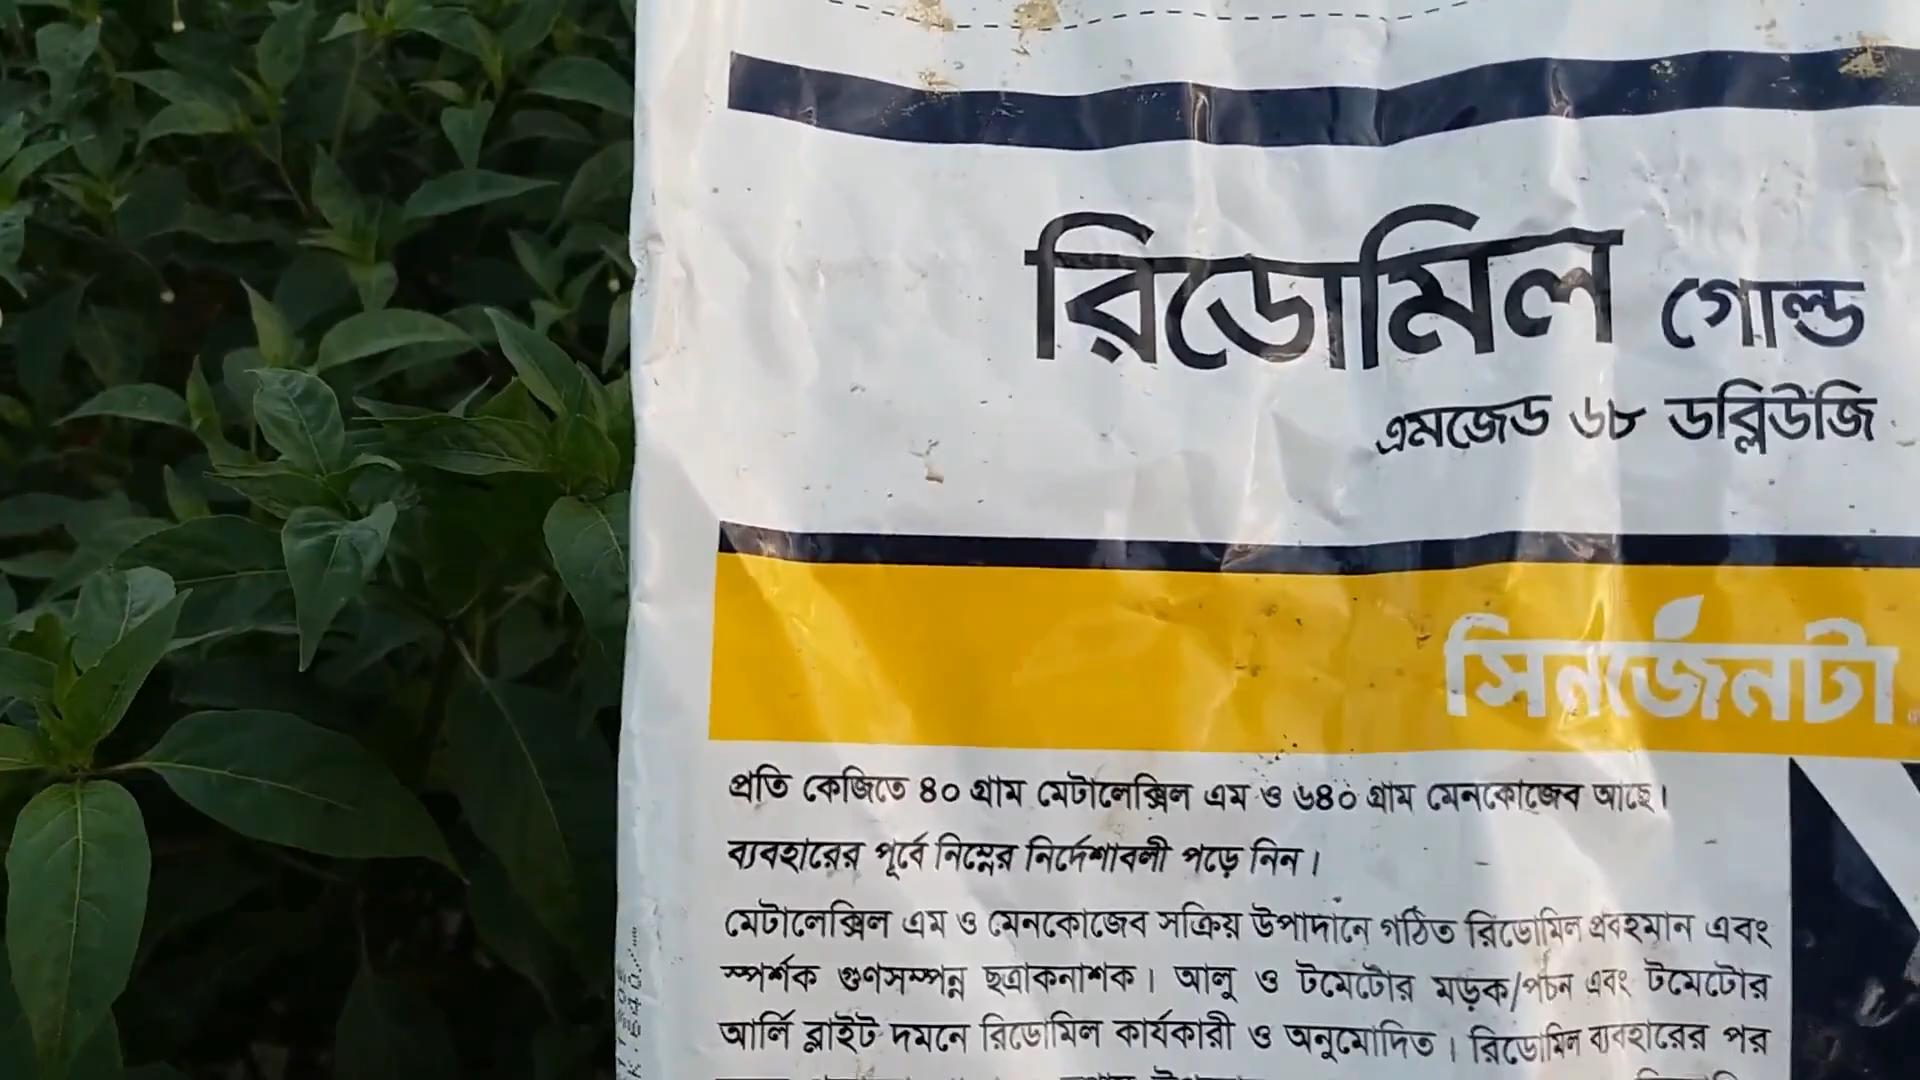 রিডোমিল গোল্ড
এমজেড ৬৮ ডব্লিউজি
সিনজেনটা
প্রতি কেজিতে ৪০ গ্রাম মেটালেক্সিল এম ও ৬৪০ গ্রাম মেনকোজেব আছে।
ব্যবহারের পূর্বে নিম্নের নির্দেশাবলী পড়ে নিন।
মেটালেক্সিল এম ও মেনকোজেব সক্রিয় উপাদানে গঠিত রিডোমিল প্রবহমান এবং
স্পর্শক গুণসম্পন্ন ছত্রাকনাশক। আলু ও টমেটোর মড়ক/পচন এবং টমেটোর
আর্লি ব্লাইট দমনে রিডোমিল কার্যকারী ও অনুমোদিত। রিডোমিল ব্যবহারের পর